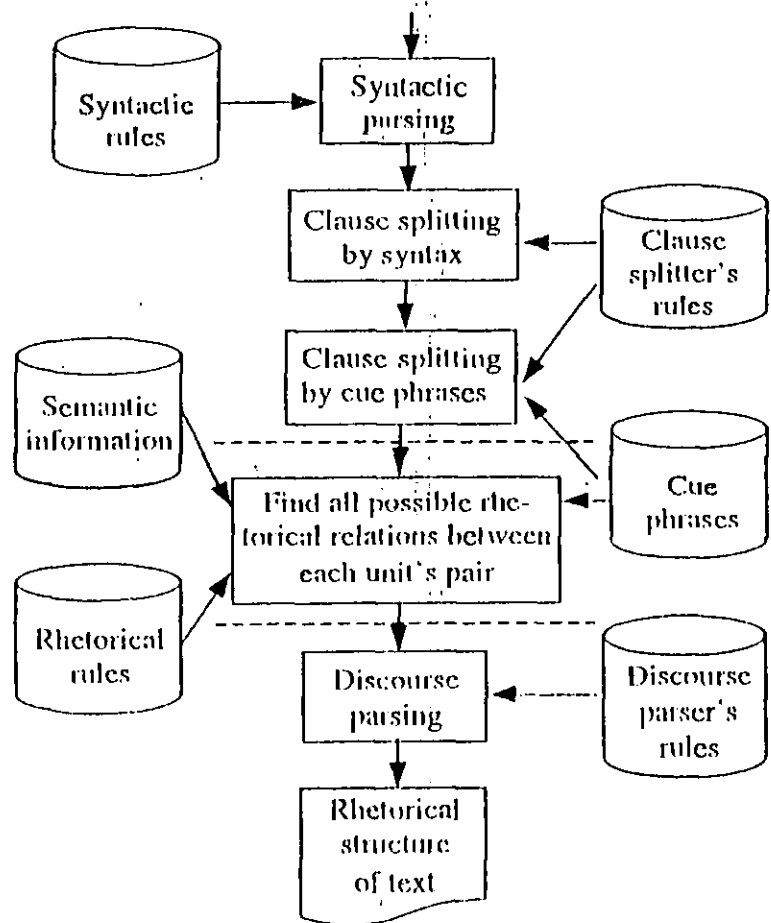 Syntactic
rules
Syntactic
parsing
Clause splitting
by syntax
Clause
splitter's
rules
Clause splitting
by cue phrases
Semantic
information
Cue
phrases
Find all possible rhe-
torical relations between
each unit's pair
Rhetorical
rules
Discourse
parsing
Discourse
parser's
rules
Rhetorical
structure
of text